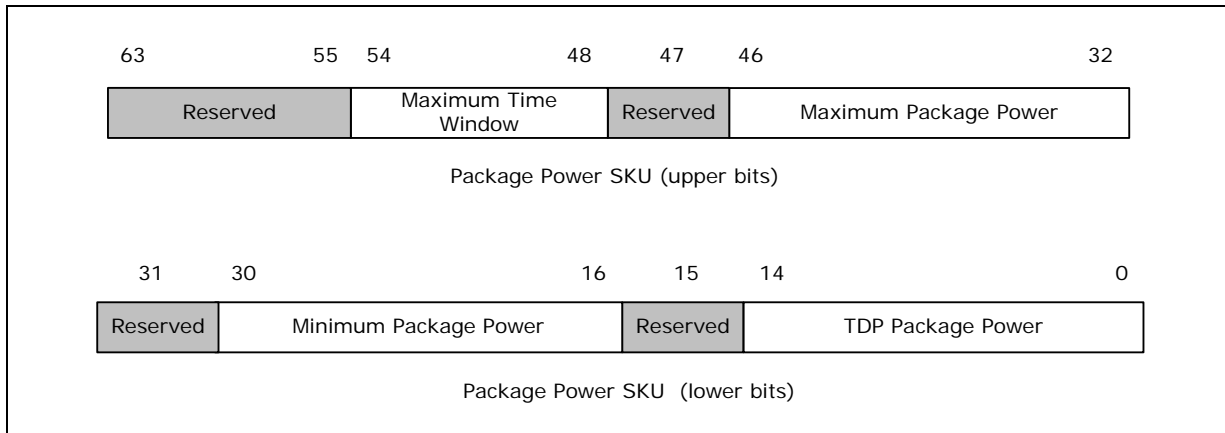 63 55 54 48 47 46 32
Reserved
Maximum Time
Window
Reserved
Maximum Package Power
Package Power SKU (upper bits)
31 30 16 15 14 0
Reserved
Minimum Package Power
Reserved
TDP Package Power
Package Power SKU (lower bits)